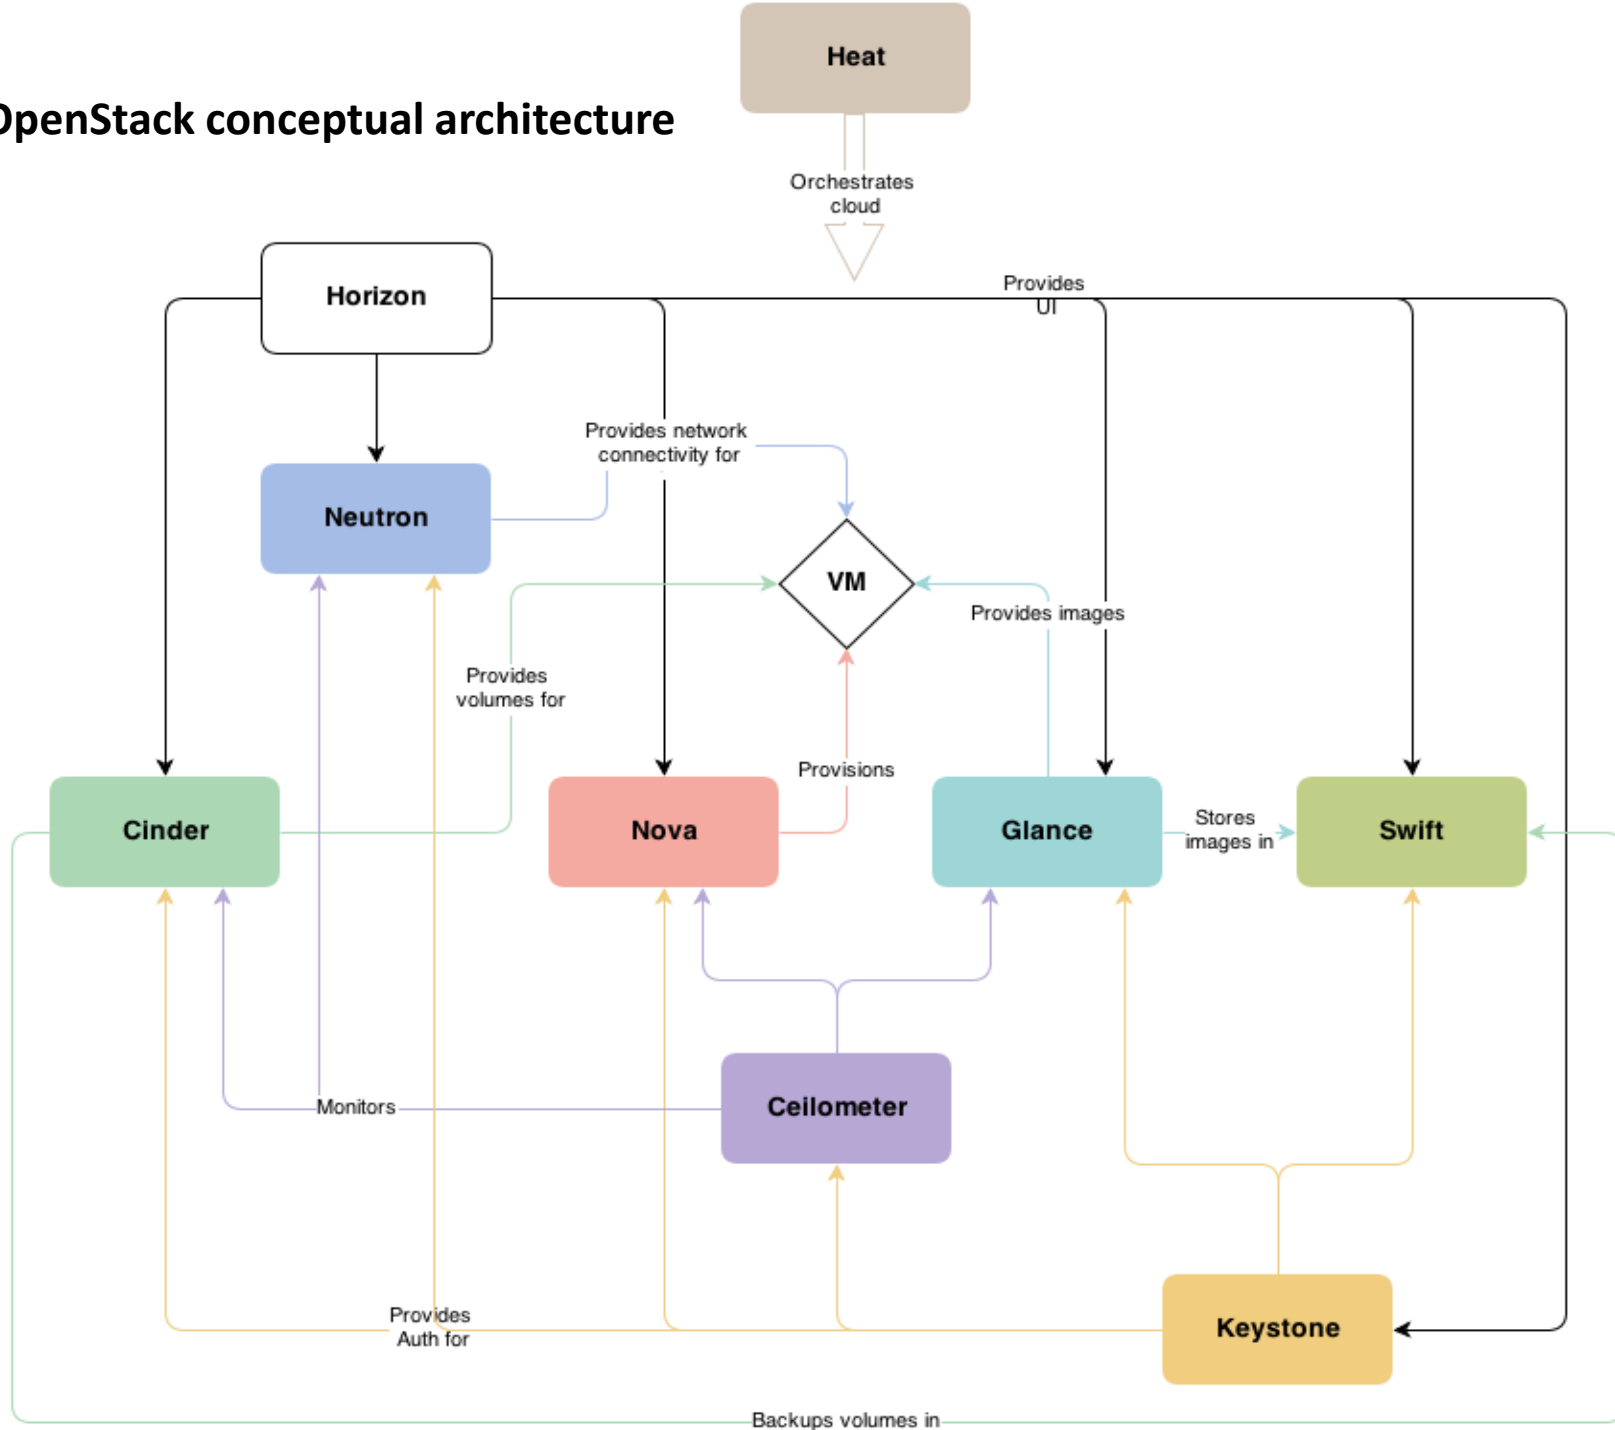 Heat
OpenStack conceptual architecture
Orchestrates
cloud
Horizon
Provides
UI
Provides network
connectivity for
Neutron
VM
Provides images
Provides
volumes for
Provisions
Cinder
Nova
Glance
Stores
images in
Swift
Monitors
Ceilometer
Provides
Auth for
Keystone
Backups volumes in